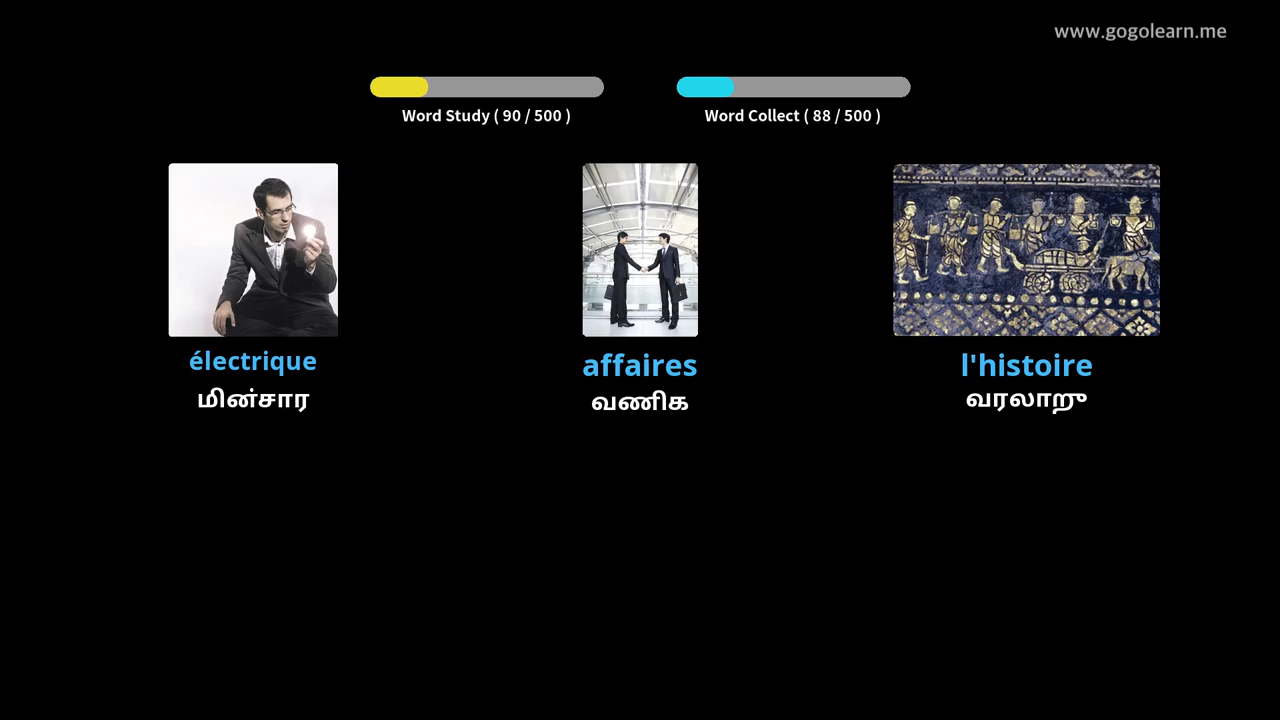 www.gogolearn.me
Word Study ( 90 / 500 )
Word Collect ( 88 / 500 )
électrique
மின்சார
affaires
வணிக
l'histoire
வரலாறு